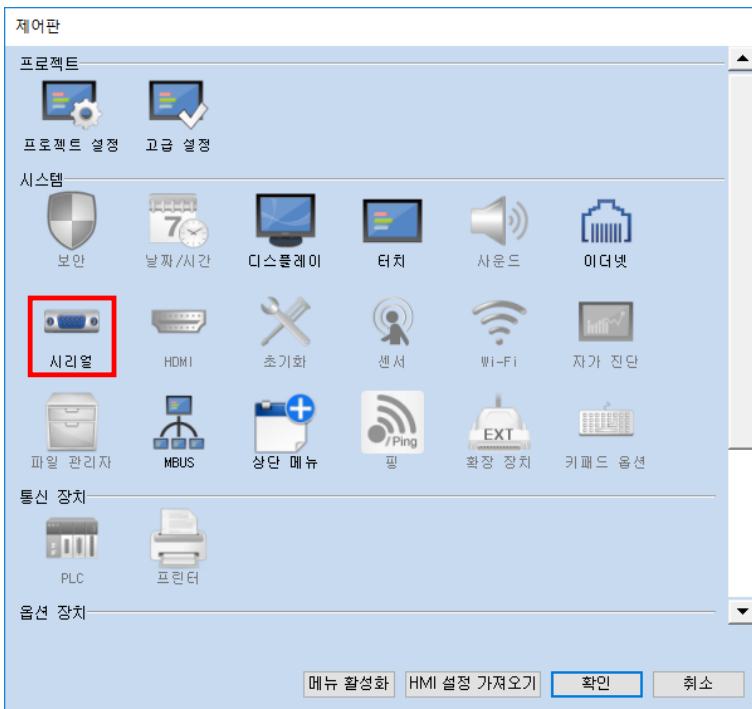 제어판
프로젝트
프로젝트 설정 고급 설정
시스템
7
보안 날짜/시간 디스플레이 터치 사운드 이더넷
시리얼 HDMI 초기화 센서 Wi-Fi 자가 진단
/Ping EXT
파일 관리자 MBUS 상단 메뉴 핑 확장 장치 키패드 옵션
통신 장치
PLC 프린터
옵션 장치
메뉴 활성화 HMI 설정 가져오기 확인 취소